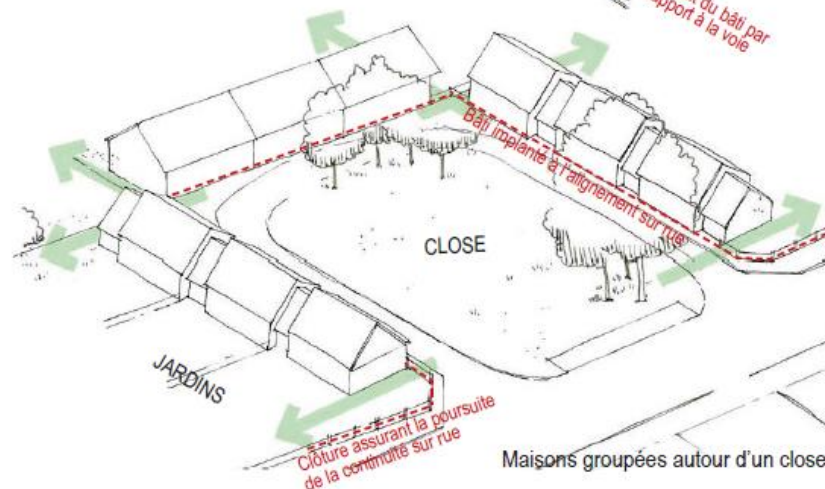 du bâti par
rapport à la voie
Bâti implanté à l'alignement sur rue
CLOSE
JARDINS
Clôture assurant la poursuite
de la continuité sur rue
Maisons groupées autour d'un close